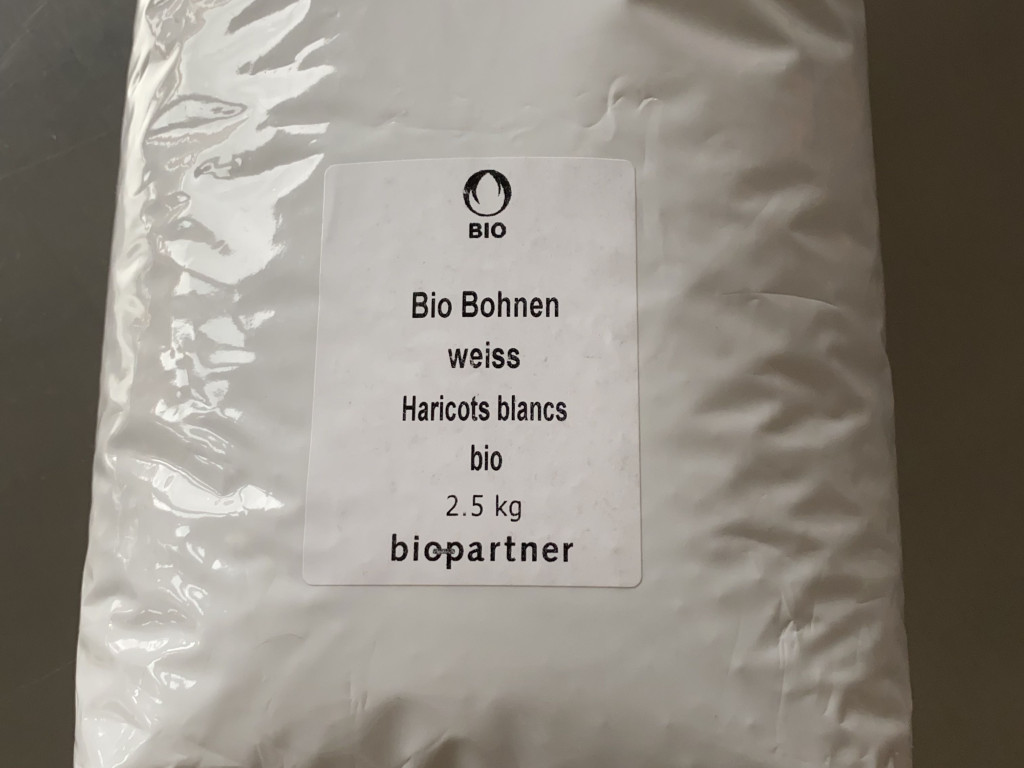 BIO
Bio Bohnen
weiss
Haricots blancs
bio
2.5 kg
biopartner